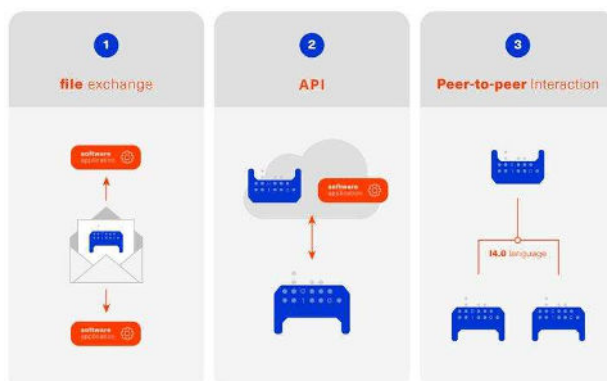 1
file exchange
software
application
software
application
2
API
software
application
3
Peer-to-peer Interaction
I4.0 language